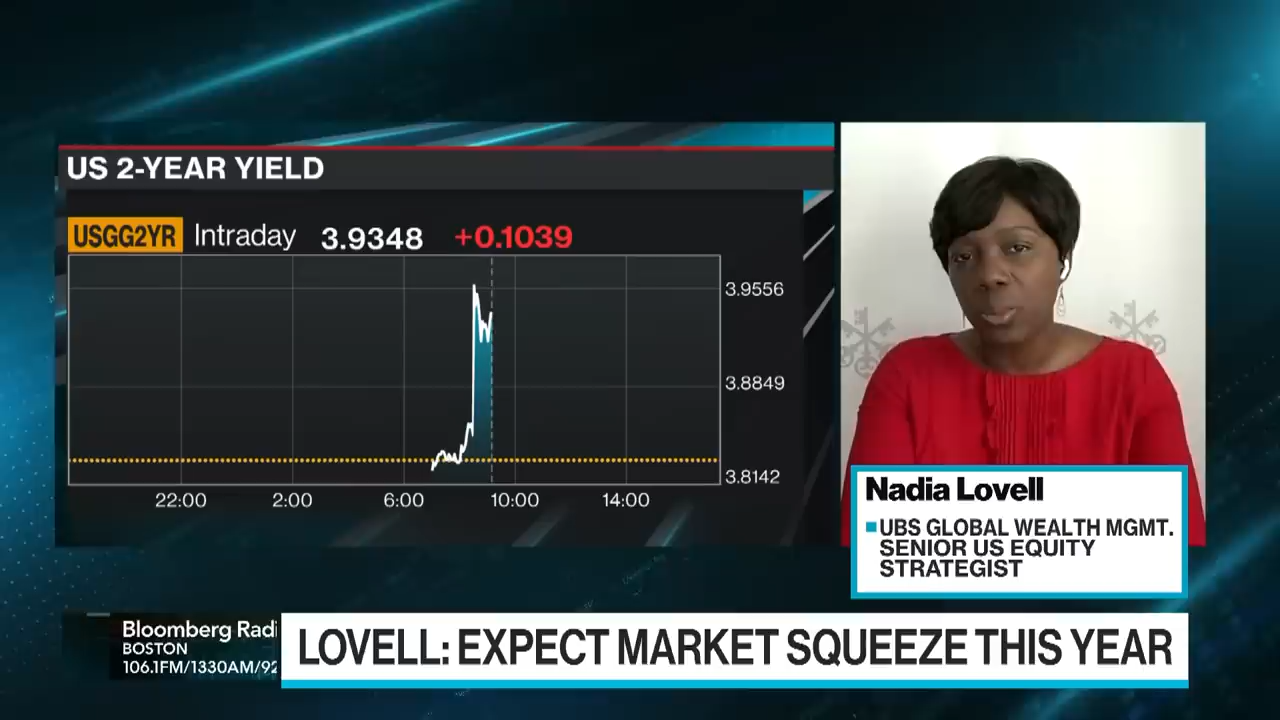 US 2-YEAR YIELD
USGG2YR Intraday 3.9348 +0.1039
3.9556
3.8849
3.8142
22:00 2:00 6:00 10:00 14:00
Nadia Lovell
UBS GLOBAL WEALTH MGMT.
SENIOR US EQUITY
STRATEGIST
Bloomberg Radi
BOSTON
106.1FM/1330AM/92
LOVELL: EXPECT MARKET SQUEEZE THIS YEAR